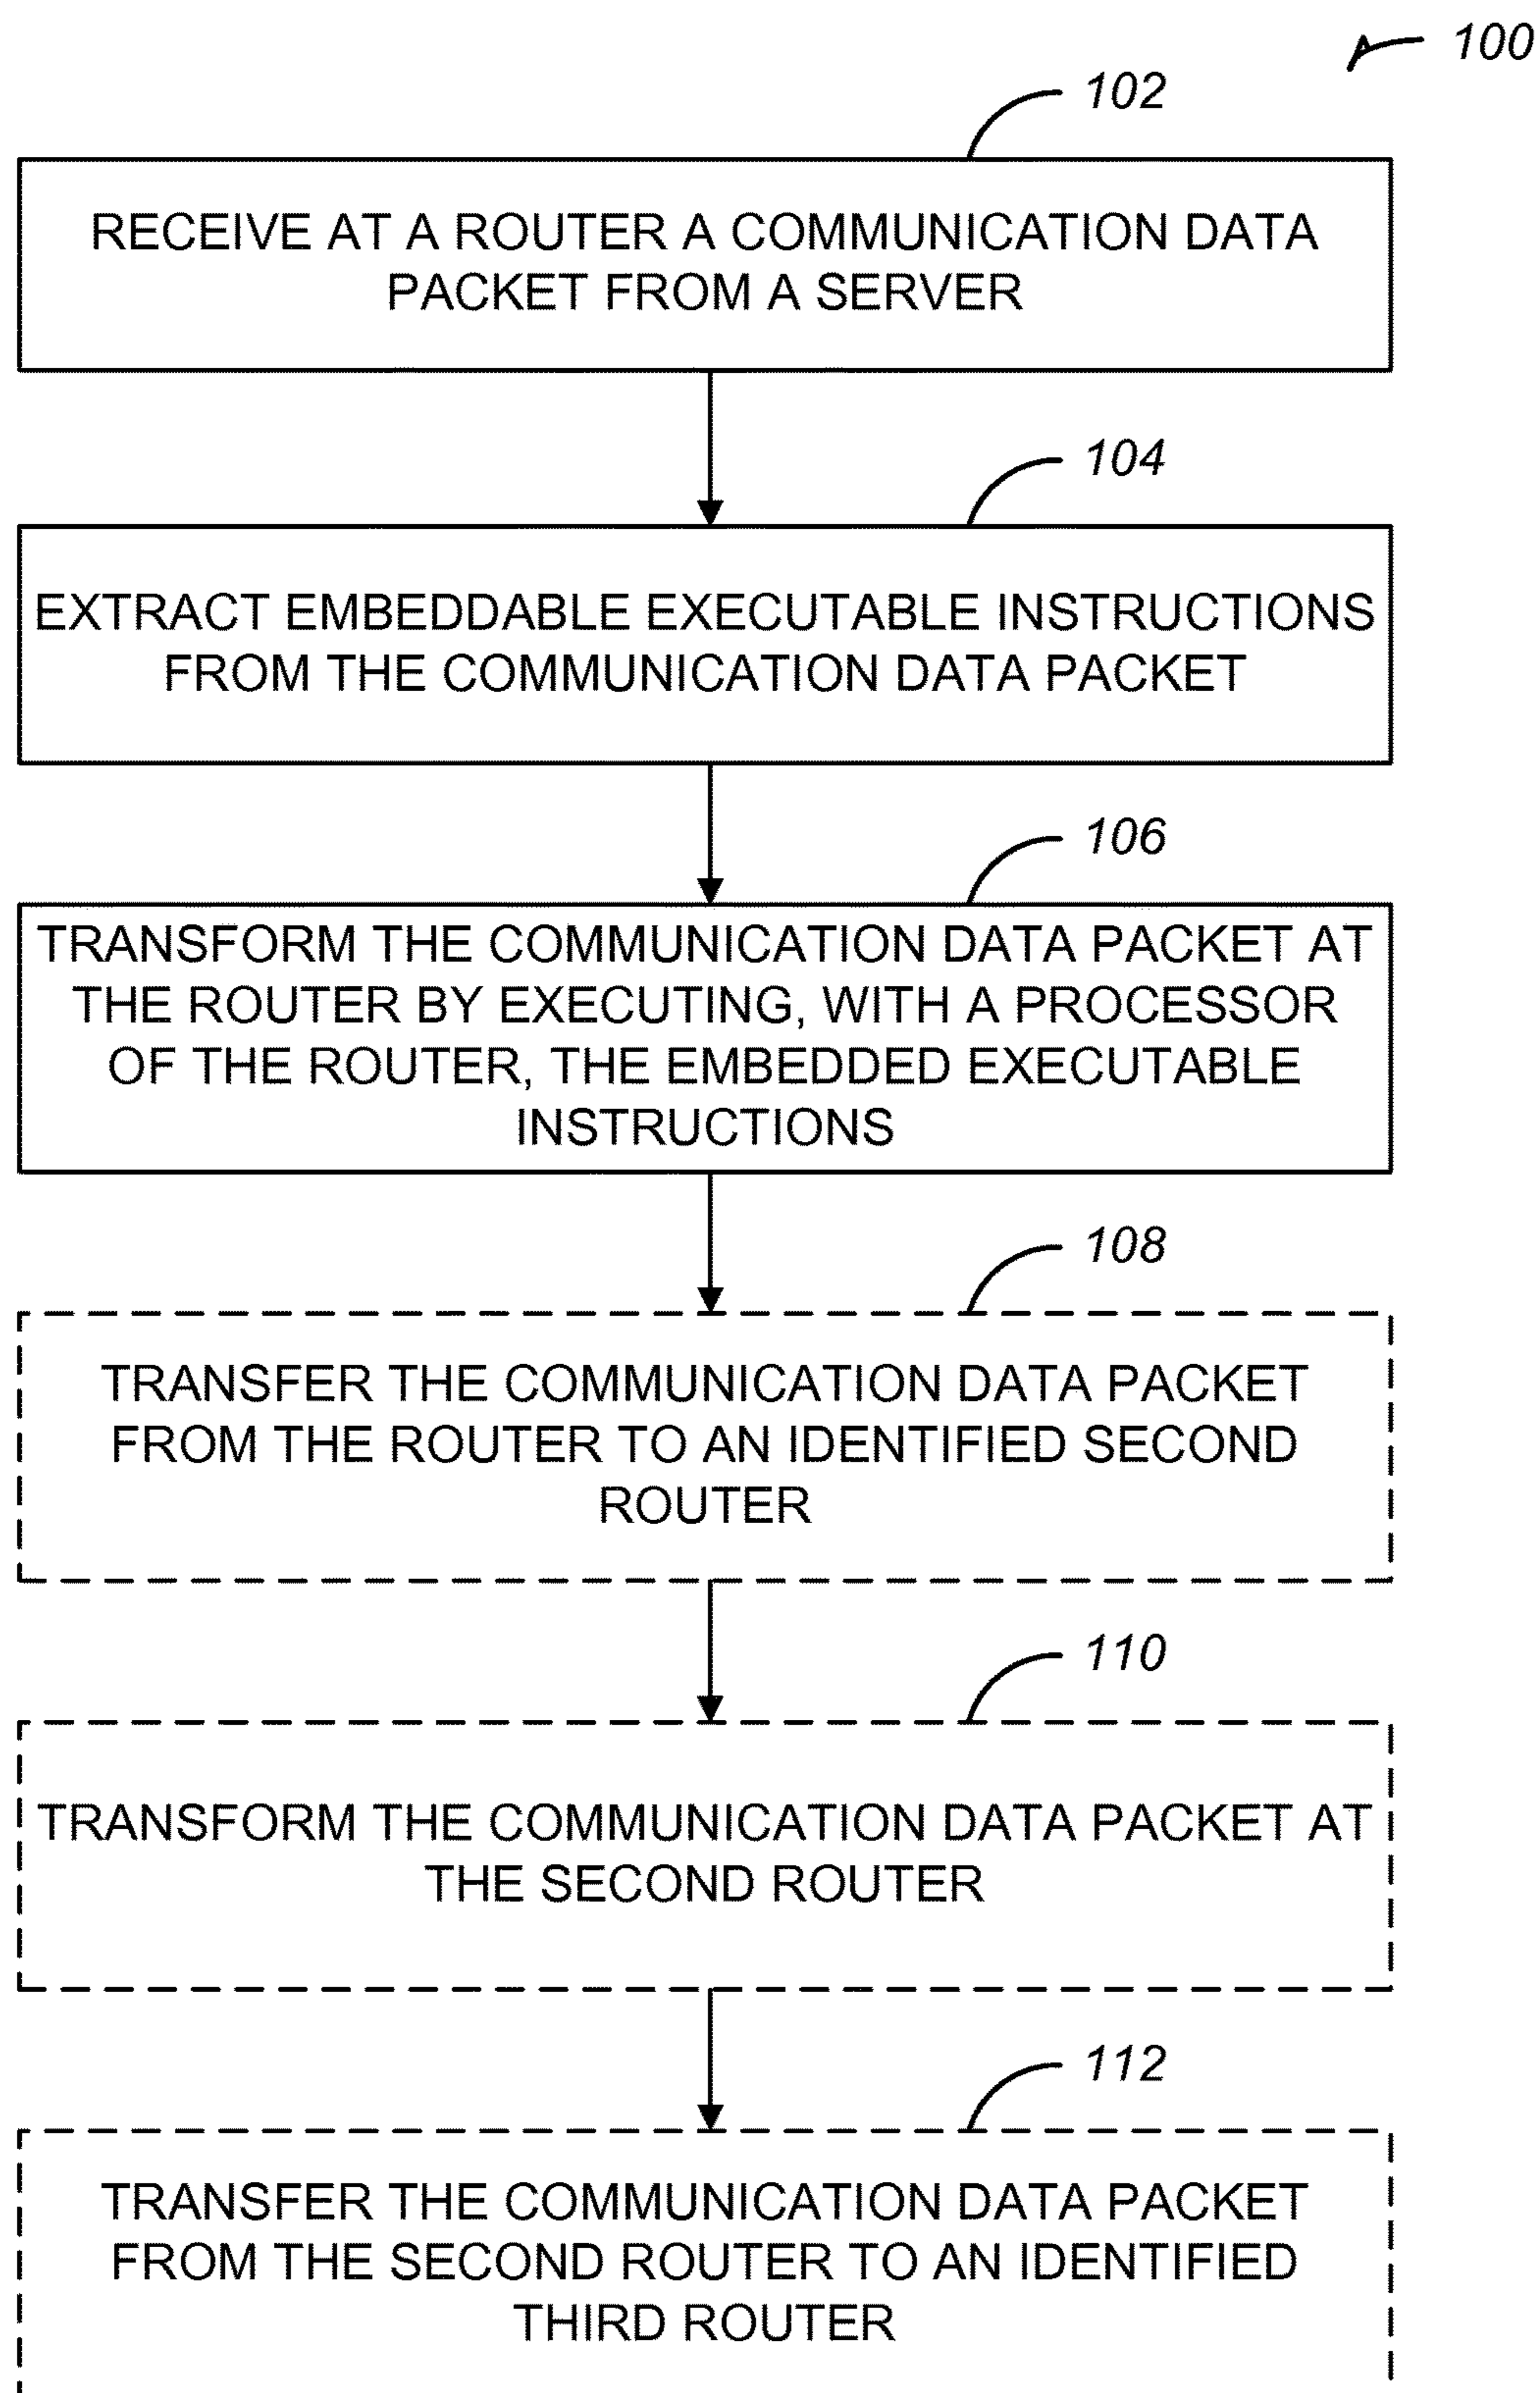 100
102
RECEIVE AT A ROUTER A COMMUNICATION DATA
PACKET FROM A SERVER
104
EXTRACT EMBEDDABLE EXECUTABLE INSTRUCTIONS
FROM THE COMMUNICATION DATA PACKET
106
TRANSFORM THE COMMUNICATION DATA PACKET AT
THE ROUTER BY EXECUTING, WITH A PROCESSOR
OF THE ROUTER, THE EMBEDDED EXECUTABLE
INSTRUCTIONS
108
TRANSFER THE COMMUNICATION DATA PACKET
FROM THE ROUTER TO AN IDENTIFIED SECOND
ROUTER
110
TRANSFORM THE COMMUNICATION DATA PACKET AT
THE SECOND ROUTER
112
TRANSFER THE COMMUNICATION DATA PACKET
FROM THE SECOND ROUTER TO AN IDENTIFIED
THIRD ROUTER